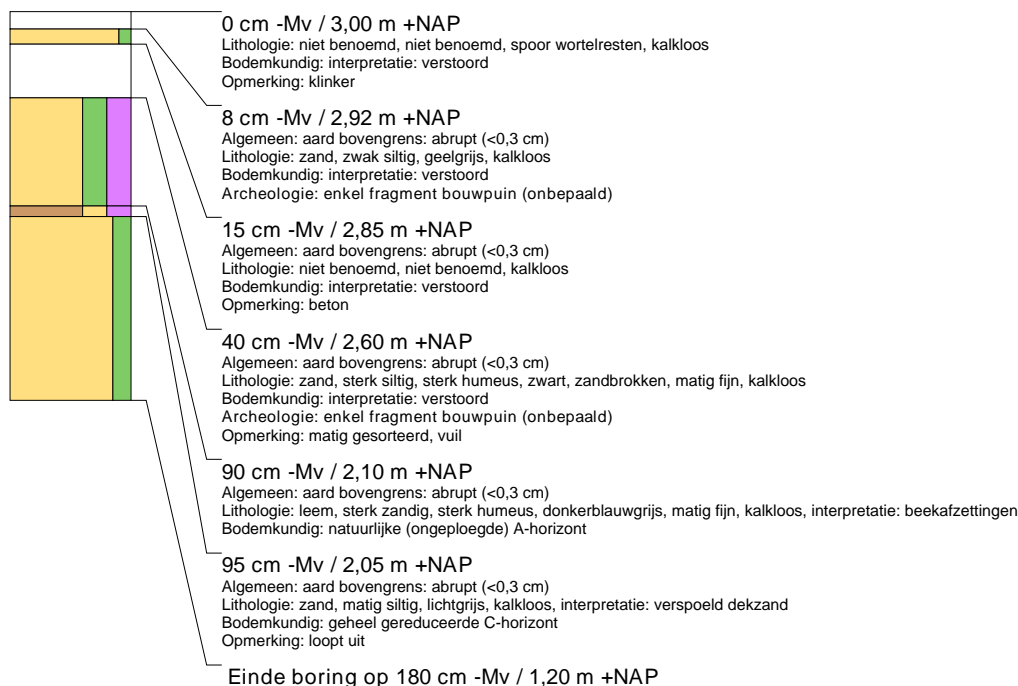 0 cm -Mv / 3,00 m +NAP
Lithologie: niet benoemd, niet benoemd, spoor wortelresten, kalkloos
Bodemkundig: interpretatie: verstoord
Opmerking: klinker
8 cm -Mv / 2,92 m +NAP
Algemeen: aard bovengrens: abrupt (<0,3 cm)
Lithologie: zand, zwak siltig, geelgrijs, kalkloos
Bodemkundig: interpretatie: verstoord
Archeologie: enkel fragment bouwpuin (onbepaald)
15 cm -Mv / 2,85 m +NAP
Algemeen: aard bovengrens: abrupt (<0,3 cm)
Lithologie: niet benoemd, niet benoemd, kalkloos
Bodemkundig: interpretatie: verstoord
Opmerking: beton
40 cm -Mv / 2,60 m +NAP
Algemeen: aard bovengrens: abrupt (<0,3 cm)
Lithologie: zand, sterk siltig, sterk humeus, zwart, zandbrokken, matig fijn, kalkloos
Bodemkundig: interpretatie: verstoord
Archeologie: enkel fragment bouwpuin (onbepaald)
Opmerking: matig gesorteerd, vuil
90 cm -Mv / 2,10 m +NAP
Algemeen: aard bovengrens: abrupt (<0,3 cm)
Lithologie: leem, sterk zandig, sterk humeus, donkerblauwgrijs, matig fijn, kalkloos, interpretatie: beekafzettingen
Bodemkundig: natuurlijke (ongeploegde) A-horizont
95 cm -Mv / 2,05 m +NAP
Algemeen: aard bovengrens: abrupt (<0,3 cm)
Lithologie: zand, matig siltig, lichtgrijs, kalkloos, interpretatie: verspoeld dekzand
Bodemkundig: geheel gereduceerde C-horizont
Opmerking: loopt uit
Einde boring op 180 cm -Mv / 1,20 m +NAP